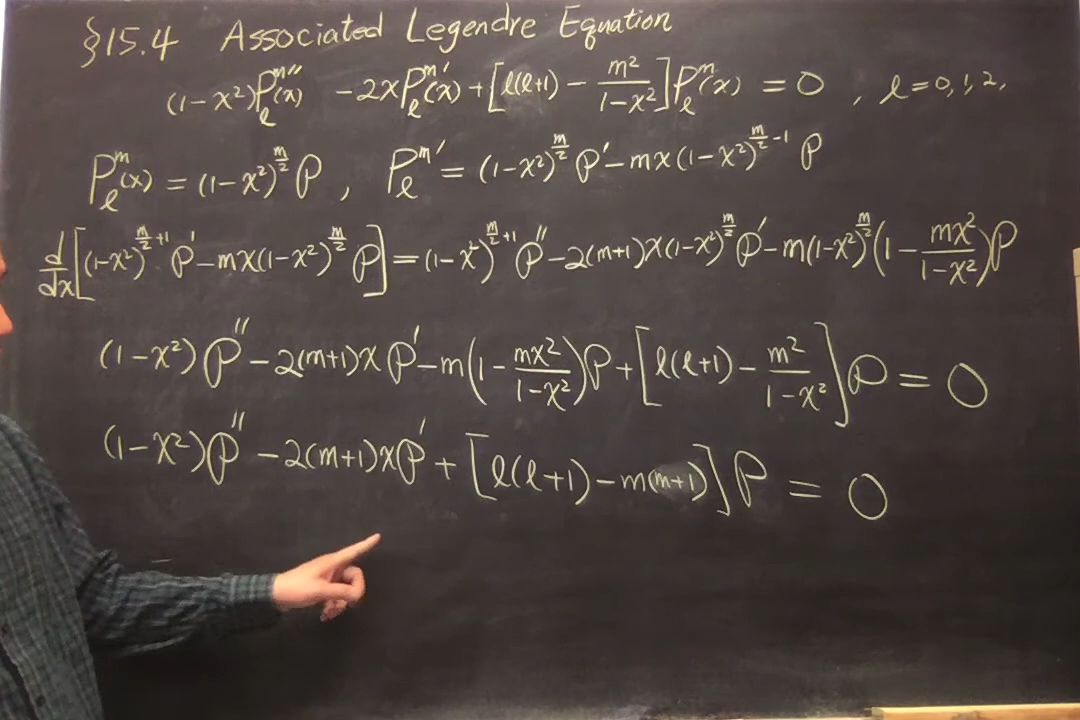 §15.4 Associated Legendre Equation
(1-x²)P_l^m''(x) - 2xP_l^m'(x) + [l(l+1) - m²/(1-x²)]P_l^m(x) = 0 , l=0,1,2,
P_l^m(x) = (1-x²)^(m/2) P , P_l^m' = (1-x²)^(m/2) P' - mx(1-x²)^(m/2 -1) P
d/dx[(1-x²)^(m/2 +1) P' - mx(1-x²)^(m/2) P] = (1-x²)^(m/2 +1) P'' - 2(m+1)x(1-x²)^(m/2) P' - m(1-x²)^(m/2) (1 - mx²/(1-x²))P
(1-x²)P'' - 2(m+1)xP' - m(1 - mx²/(1-x²))P + [l(l+1) - m²/(1-x²)]P = 0
(1-x²)P'' - 2(m+1)xP' + [l(l+1) - m(m+1)]P = 0